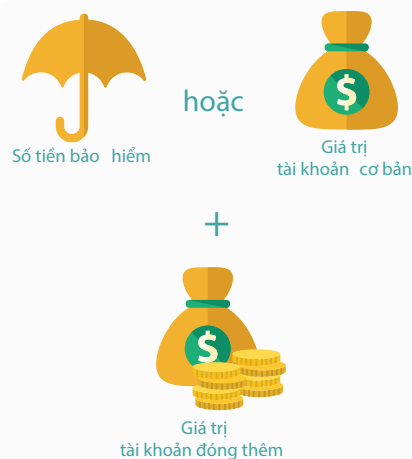 hoặc
$
Số tiền bảo hiểm
Giá trị
tài khoản cơ bản
+
$
Giá trị
tài khoản đóng thêm